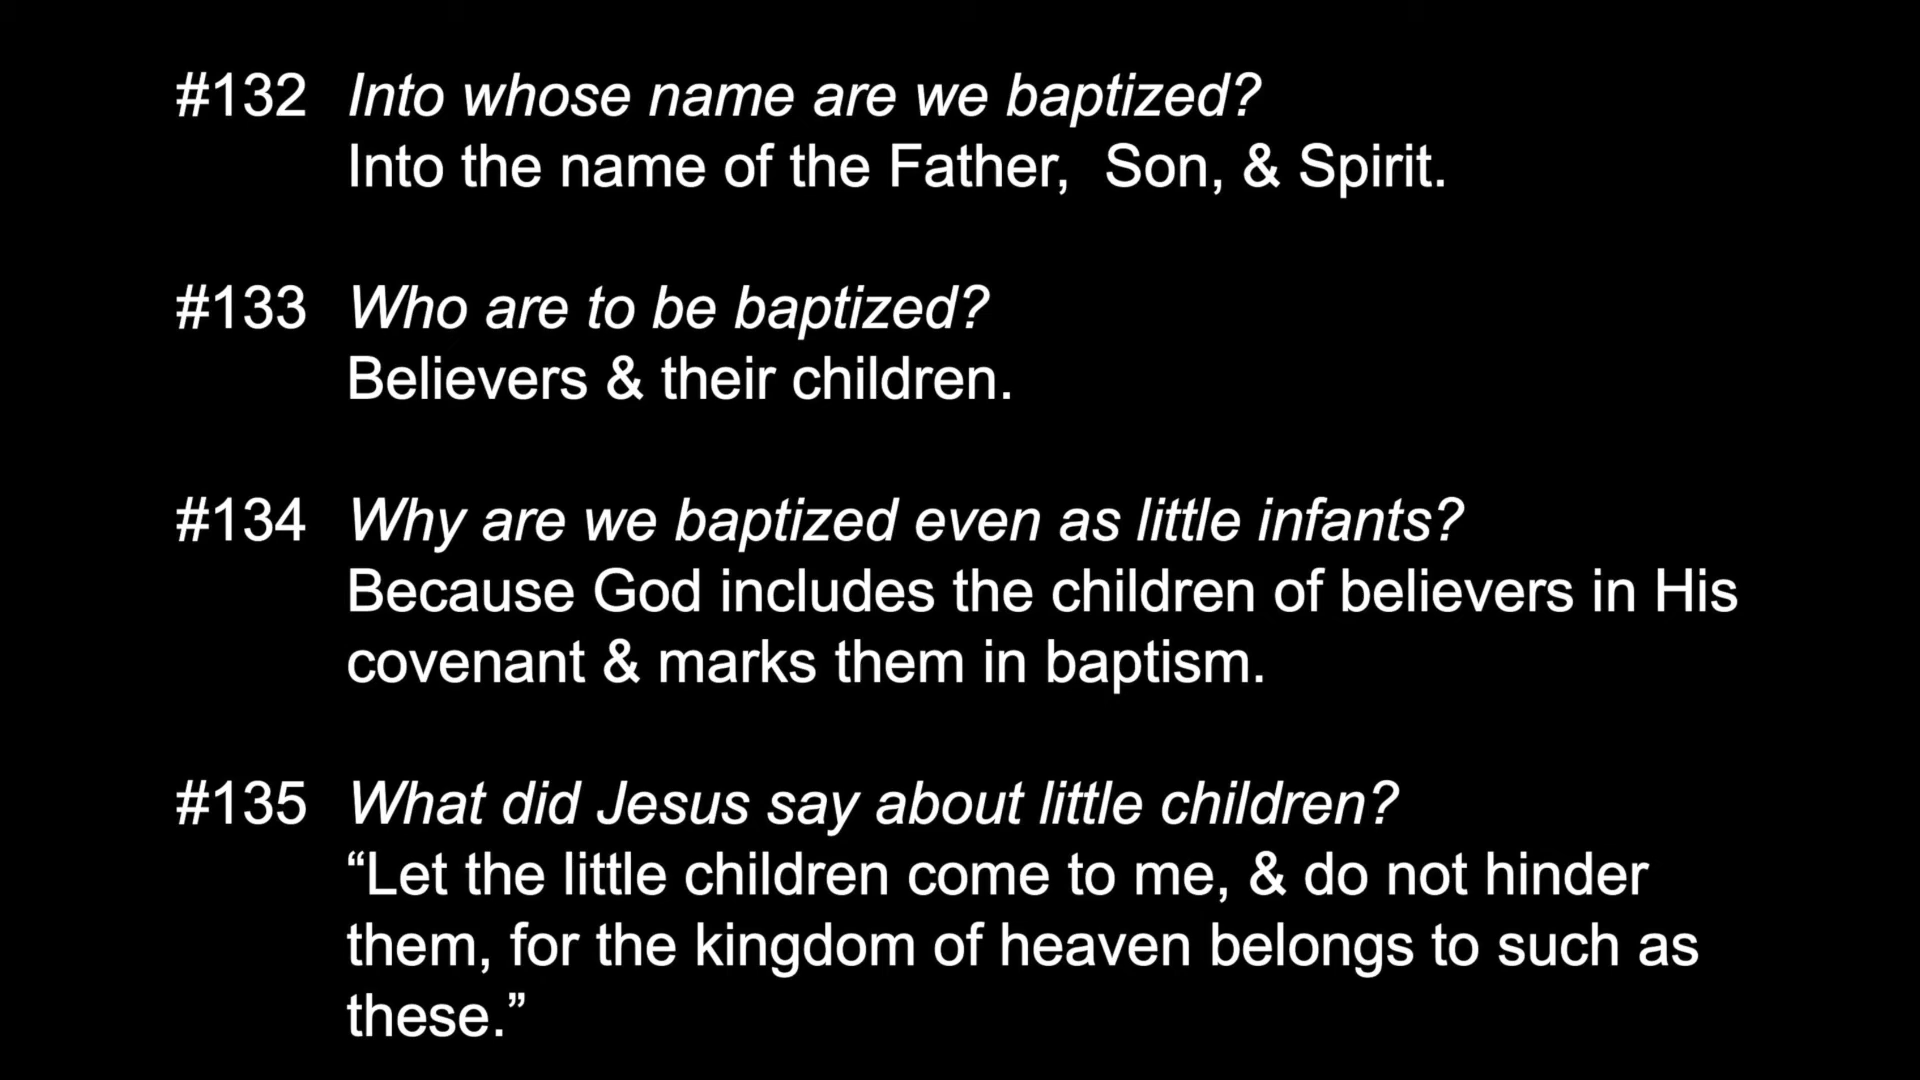 #132 Into whose name are we baptized?
Into the name of the Father,  Son, & Spirit.
#133 Who are to be baptized?
Believers & their children.
#134 Why are we baptized even as little infants?
Because God includes the children of believers in His
covenant & marks them in baptism.
#135 What did Jesus say about little children?
“Let the little children come to me, & do not hinder
them, for the kingdom of heaven belongs to such as
these.”